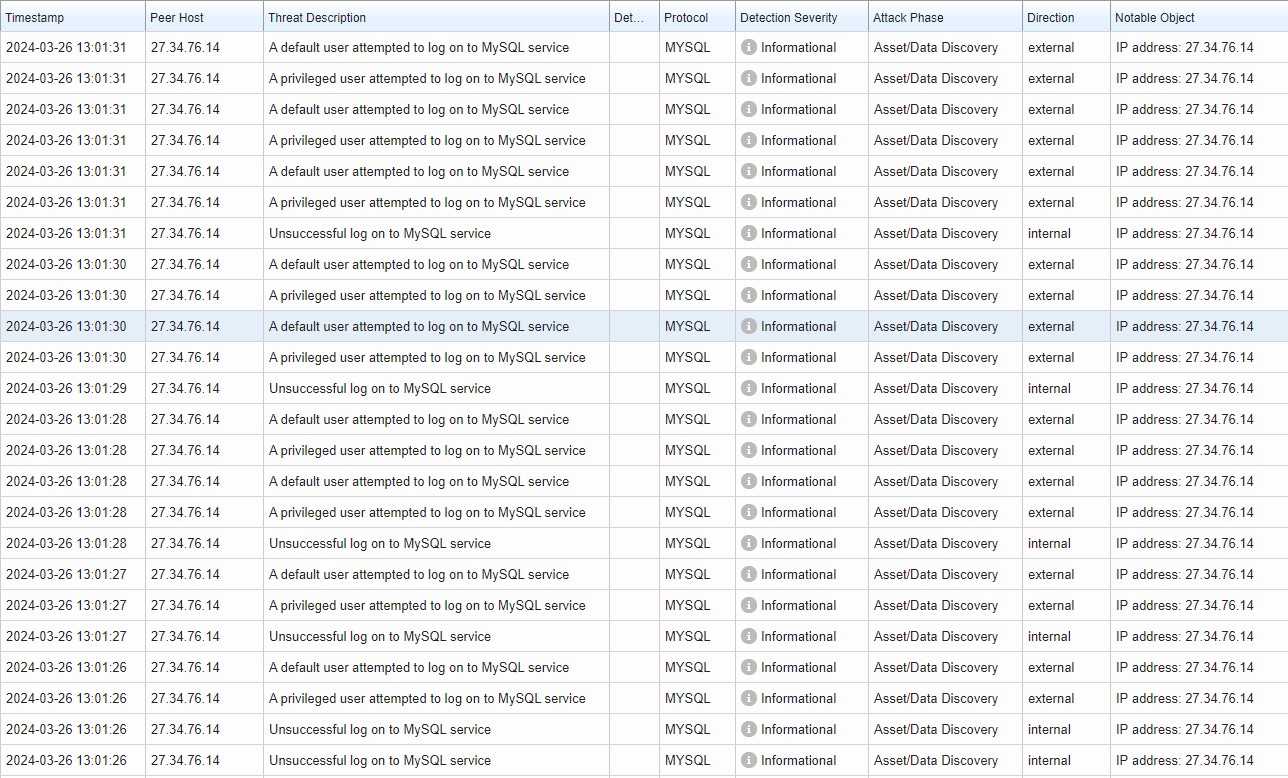 Timestamp Peer Host Threat Description Det... Protocol Detection Severity Attack Phase Direction Notable Object
2024-03-26 13:01:31 27.34.76.14 A default user attempted to log on to MySQL service MYSQL Informational Asset/Data Discovery external IP address: 27.34.76.14
2024-03-26 13:01:31 27.34.76.14 A privileged user attempted to log on to MySQL service MYSQL Informational Asset/Data Discovery external IP address: 27.34.76.14
2024-03-26 13:01:31 27.34.76.14 A default user attempted to log on to MySQL service MYSQL Informational Asset/Data Discovery external IP address: 27.34.76.14
2024-03-26 13:01:31 27.34.76.14 A privileged user attempted to log on to MySQL service MYSQL Informational Asset/Data Discovery external IP address: 27.34.76.14
2024-03-26 13:01:31 27.34.76.14 A default user attempted to log on to MySQL service MYSQL Informational Asset/Data Discovery external IP address: 27.34.76.14
2024-03-26 13:01:31 27.34.76.14 A privileged user attempted to log on to MySQL service MYSQL Informational Asset/Data Discovery external IP address: 27.34.76.14
2024-03-26 13:01:31 27.34.76.14 Unsuccessful log on to MySQL service MYSQL Informational Asset/Data Discovery internal IP address: 27.34.76.14
2024-03-26 13:01:30 27.34.76.14 A default user attempted to log on to MySQL service MYSQL Informational Asset/Data Discovery external IP address: 27.34.76.14
2024-03-26 13:01:30 27.34.76.14 A privileged user attempted to log on to MySQL service MYSQL Informational Asset/Data Discovery external IP address: 27.34.76.14
2024-03-26 13:01:30 27.34.76.14 A default user attempted to log on to MySQL service MYSQL Informational Asset/Data Discovery external IP address: 27.34.76.14
2024-03-26 13:01:30 27.34.76.14 A privileged user attempted to log on to MySQL service MYSQL Informational Asset/Data Discovery external IP address: 27.34.76.14
2024-03-26 13:01:29 27.34.76.14 Unsuccessful log on to MySQL service MYSQL Informational Asset/Data Discovery internal IP address: 27.34.76.14
2024-03-26 13:01:28 27.34.76.14 A default user attempted to log on to MySQL service MYSQL Informational Asset/Data Discovery external IP address: 27.34.76.14
2024-03-26 13:01:28 27.34.76.14 A privileged user attempted to log on to MySQL service MYSQL Informational Asset/Data Discovery external IP address: 27.34.76.14
2024-03-26 13:01:28 27.34.76.14 A default user attempted to log on to MySQL service MYSQL Informational Asset/Data Discovery external IP address: 27.34.76.14
2024-03-26 13:01:28 27.34.76.14 A privileged user attempted to log on to MySQL service MYSQL Informational Asset/Data Discovery external IP address: 27.34.76.14
2024-03-26 13:01:28 27.34.76.14 Unsuccessful log on to MySQL service MYSQL Informational Asset/Data Discovery internal IP address: 27.34.76.14
2024-03-26 13:01:27 27.34.76.14 A default user attempted to log on to MySQL service MYSQL Informational Asset/Data Discovery external IP address: 27.34.76.14
2024-03-26 13:01:27 27.34.76.14 A privileged user attempted to log on to MySQL service MYSQL Informational Asset/Data Discovery external IP address: 27.34.76.14
2024-03-26 13:01:27 27.34.76.14 Unsuccessful log on to MySQL service MYSQL Informational Asset/Data Discovery internal IP address: 27.34.76.14
2024-03-26 13:01:26 27.34.76.14 A default user attempted to log on to MySQL service MYSQL Informational Asset/Data Discovery external IP address: 27.34.76.14
2024-03-26 13:01:26 27.34.76.14 A privileged user attempted to log on to MySQL service MYSQL Informational Asset/Data Discovery external IP address: 27.34.76.14
2024-03-26 13:01:26 27.34.76.14 Unsuccessful log on to MySQL service MYSQL Informational Asset/Data Discovery internal IP address: 27.34.76.14
2024-03-26 13:01:26 27.34.76.14 Unsuccessful log on to MySQL service MYSQL Informational Asset/Data Discovery internal IP address: 27.34.76.14